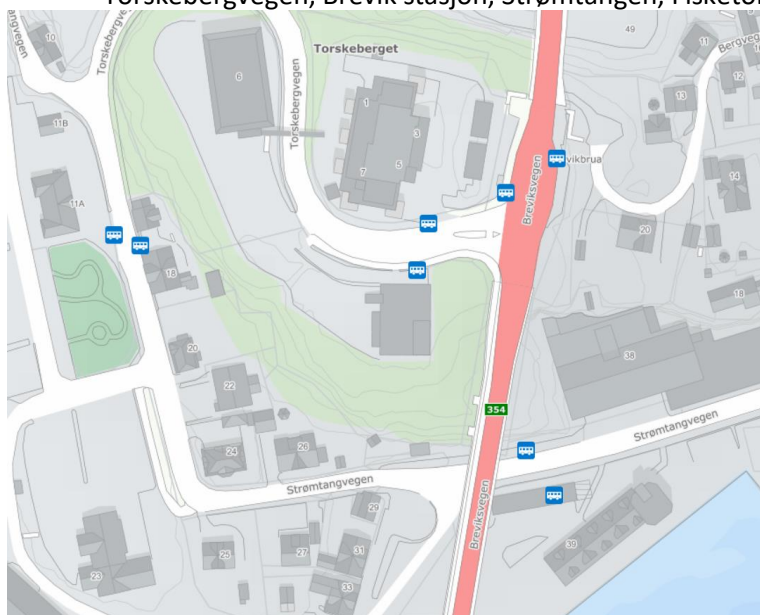 Torskebergvegen, Brevik stasjon, Strømtangen,
10
Torskebergvegen
Torskeberget
49
11
Bergveg
6
12
13
1
11B
Torskebergvegen
3
5
vikbrua
7
14
11A
Breviksvegen
20
18
18
20
38
22
354
Strømtangvegen
24
26
Strømtangvegen
29
Breviksvegen
25
27
31
39
23
33